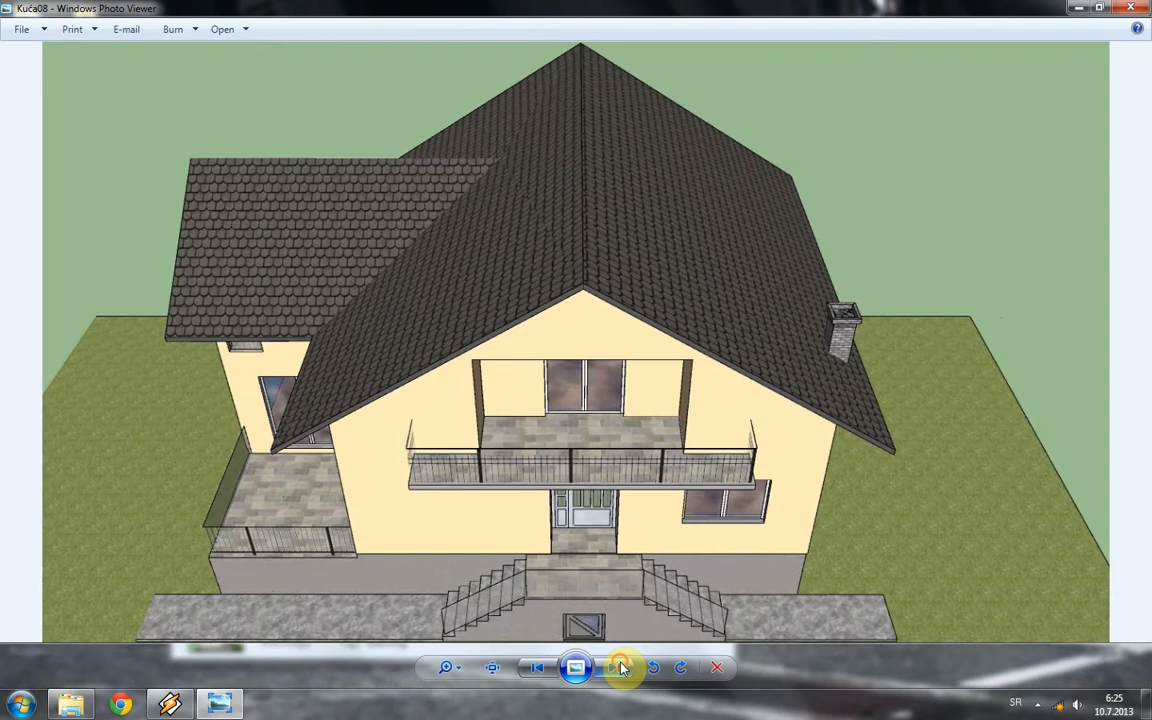 Kuća08 - Windows Photo Viewer
File Print E-mail Burn Open
SR 6:25
10.7.2013